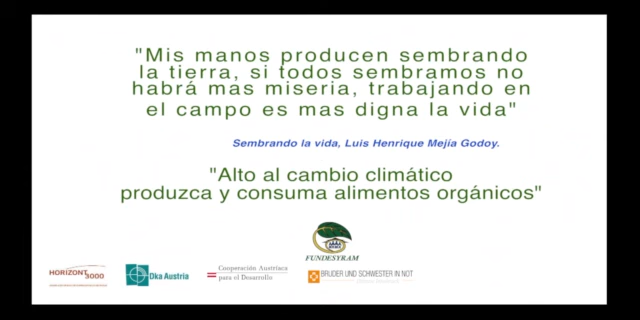 "Mis manos producen sembrando
la tierra, si todos sembramos no
habrá mas miseria, trabajando en
el campo es mas digna la vida"
Sembrando la vida, Luis Henrique Mejía Godoy.
"Alto al cambio climático
produzca y consuma alimentos orgánicos"
FUNDESYRAM
HORIZONT3000
Dka Austria
Cooperación Austríaca
para el Desarrollo
BRUDER UND SCHWESTER IN NOT